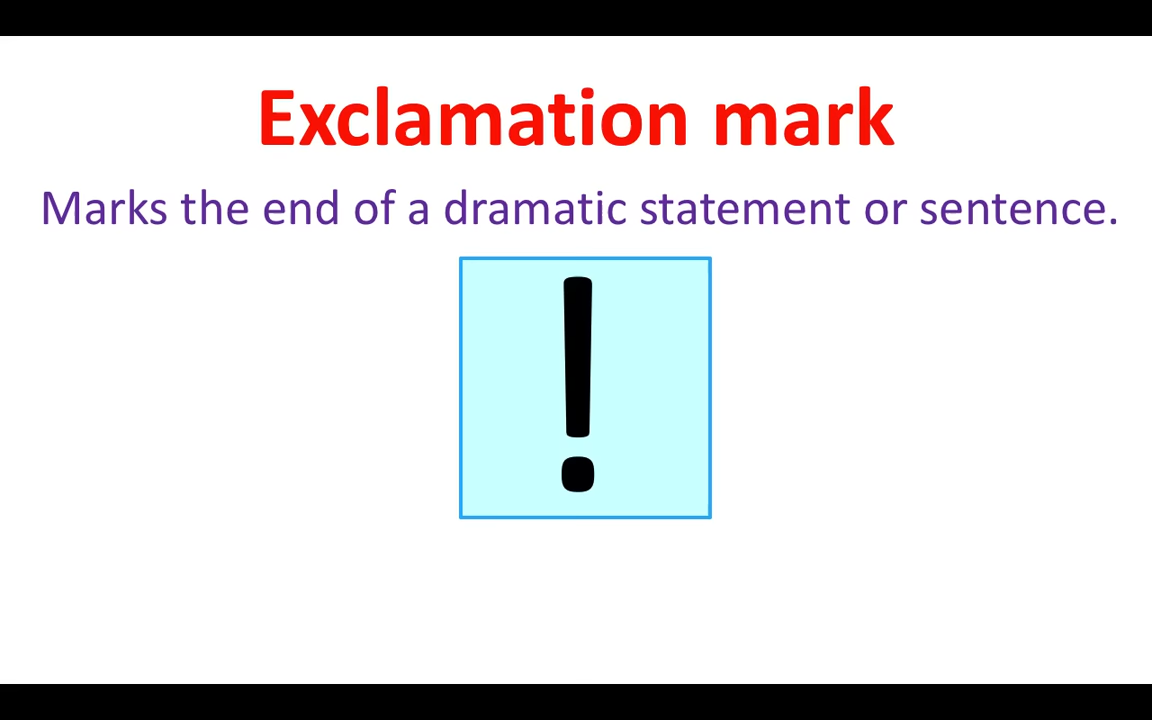 Exclamation mark
Marks the end of a dramatic statement or sentence.
!